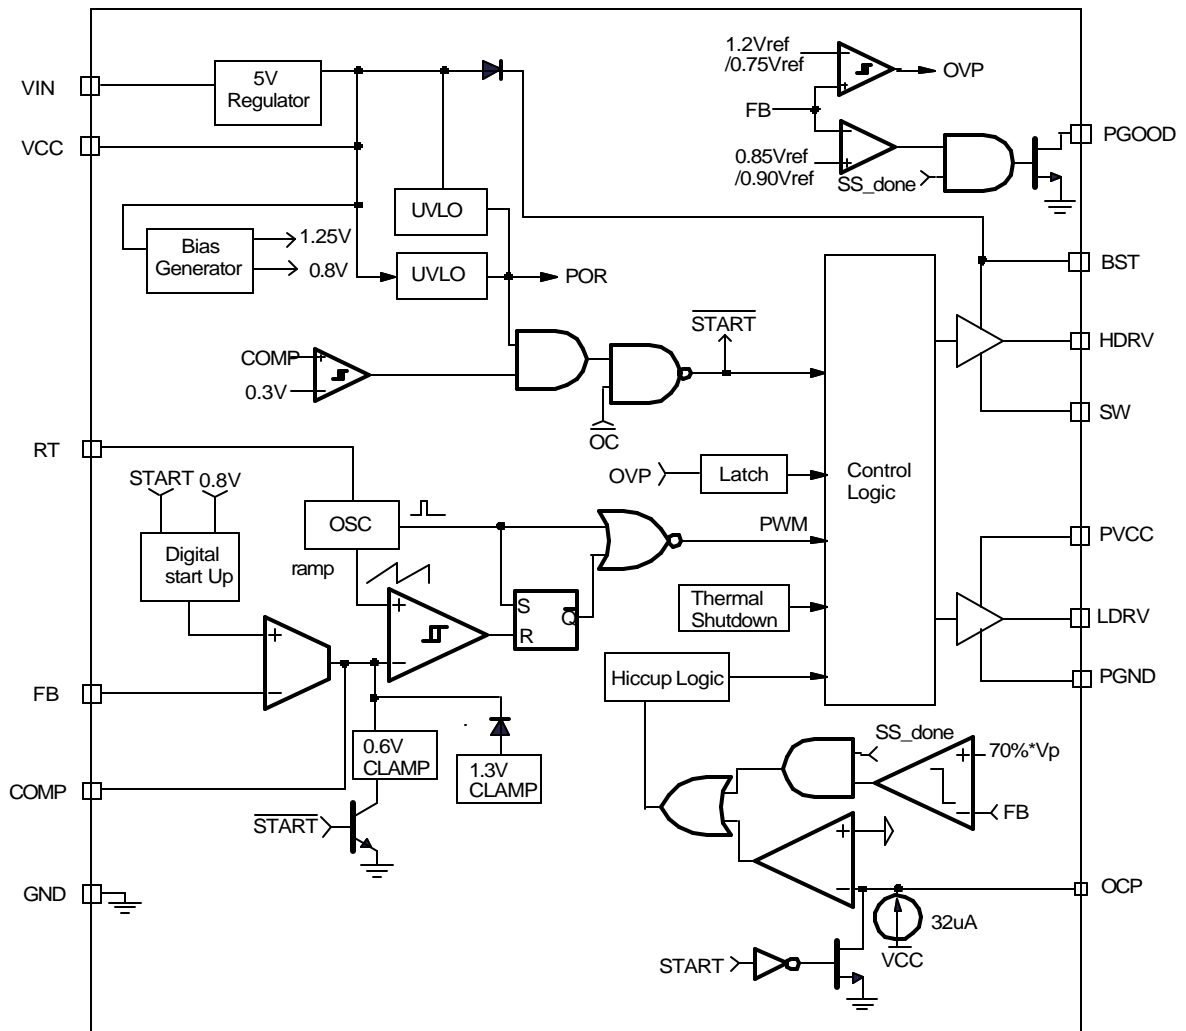 1.2Vref
/0.75Vref
OVP
5V
Regulator
VIN
FB
PGOOD
VCC
0.85Vref
/0.90Vref
SS_done
UVLO
Bias
Generator
1.25V
0.8V
UVLO
POR
BST
START
HDRV
COMP
0.3V
SW
OC
RT
START
0.8V
OVP
Latch
Control
Logic
OSC
PWM
PVCC
Digital
start Up
ramp
Thermal
Shutdown
S
R
Q
LDRV
FB
Hiccup Logic
PGND
0.6V
CLAMP
1.3V
CLAMP
SS_done
70%*Vp
COMP
START
FB
GND
OCP
32uA
START
VCC
+
−
+
−
+
−
+
−
+
−
+
−
+
−